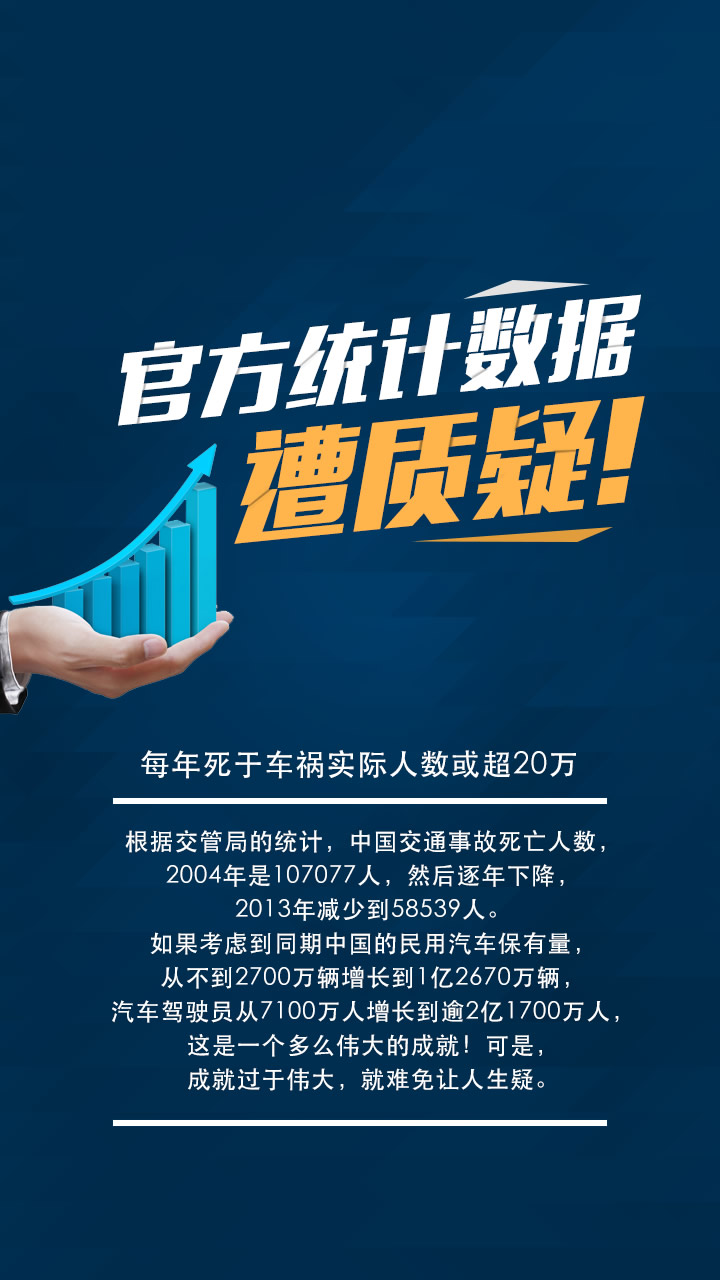 官方统计数据
遭质疑!
每年死于车祸实际人数或超20万
根据交管局的统计，中国交通事故死亡人数，
2004年是107077人，然后逐年下降，
2013年减少到58539人。
如果考虑到同期中国的民用汽车保有量，
从不到2700万辆增长到1亿2670万辆，
汽车驾驶员从7100万人增长到逾2亿1700万人，
这是一个多么伟大的成就！可是，
成就过于伟大，就难免让人生疑。